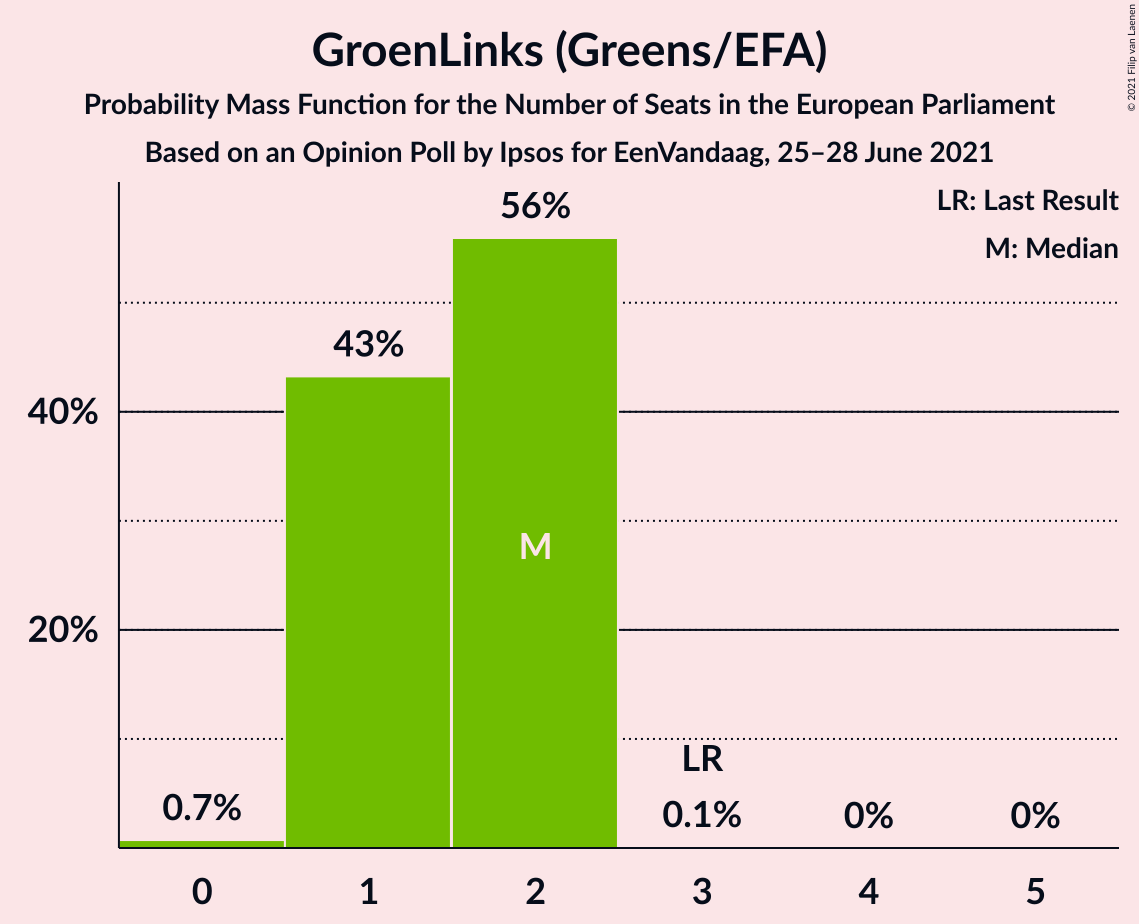 GroenLinks (Greens/EFA)
Probability Mass Function for the Number of Seats in the European Parliament
Based on an Opinion Poll by Ipsos for EenVandaag, 25–28 June 2021
© 2021 Filip van Laenen
LR: Last Result
M: Median
56%
43%
40%
M
20%
LR
0.7%
0.1%
0%
0%
0
1
2
3
4
5